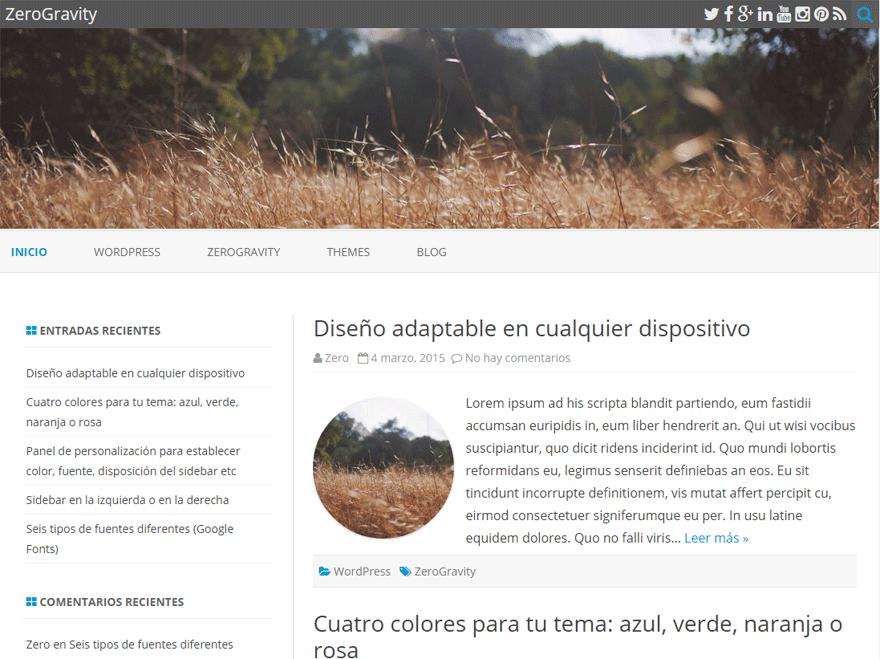 ZeroGravity
INICIO
WORDPRESS
ZEROGRAVITY
THEMES
BLOG
ENTRADAS RECIENTES
Diseño adaptable en cualquier dispositivo
Cuatro colores para tu tema: azul, verde,
naranja o rosa
Panel de personalización para establecer
color, fuente, disposición del sidebar etc
Sidebar en la izquierda o en la derecha
Seis tipos de fuentes diferentes (Google
Fonts)
COMENTARIOS RECIENTES
Zero en Seis tipos de fuentes diferentes
Diseño adaptable en cualquier dispositivo
Zero 4 marzo, 2015 No hay comentarios
Lorem ipsum ad his scripta blandit partiendo, eum fastidii
accumsan euripidis in, eum liber hendrerit an. Qui ut wisi vocibus
suscipiantur, quo dicit ridens inciderint id. Quo mundi lobortis
reformidans eu, legimus senserit definiebas an eos. Eu sit
tincidunt incorrupte definitionem, vis mutat affert percipit cu,
eirmod consectetuer signiferumque eu per. In usu latine
equidem dolores. Quo no falli viris... Leer más »
WordPress ZeroGravity
Cuatro colores para tu tema: azul, verde, naranja o
rosa